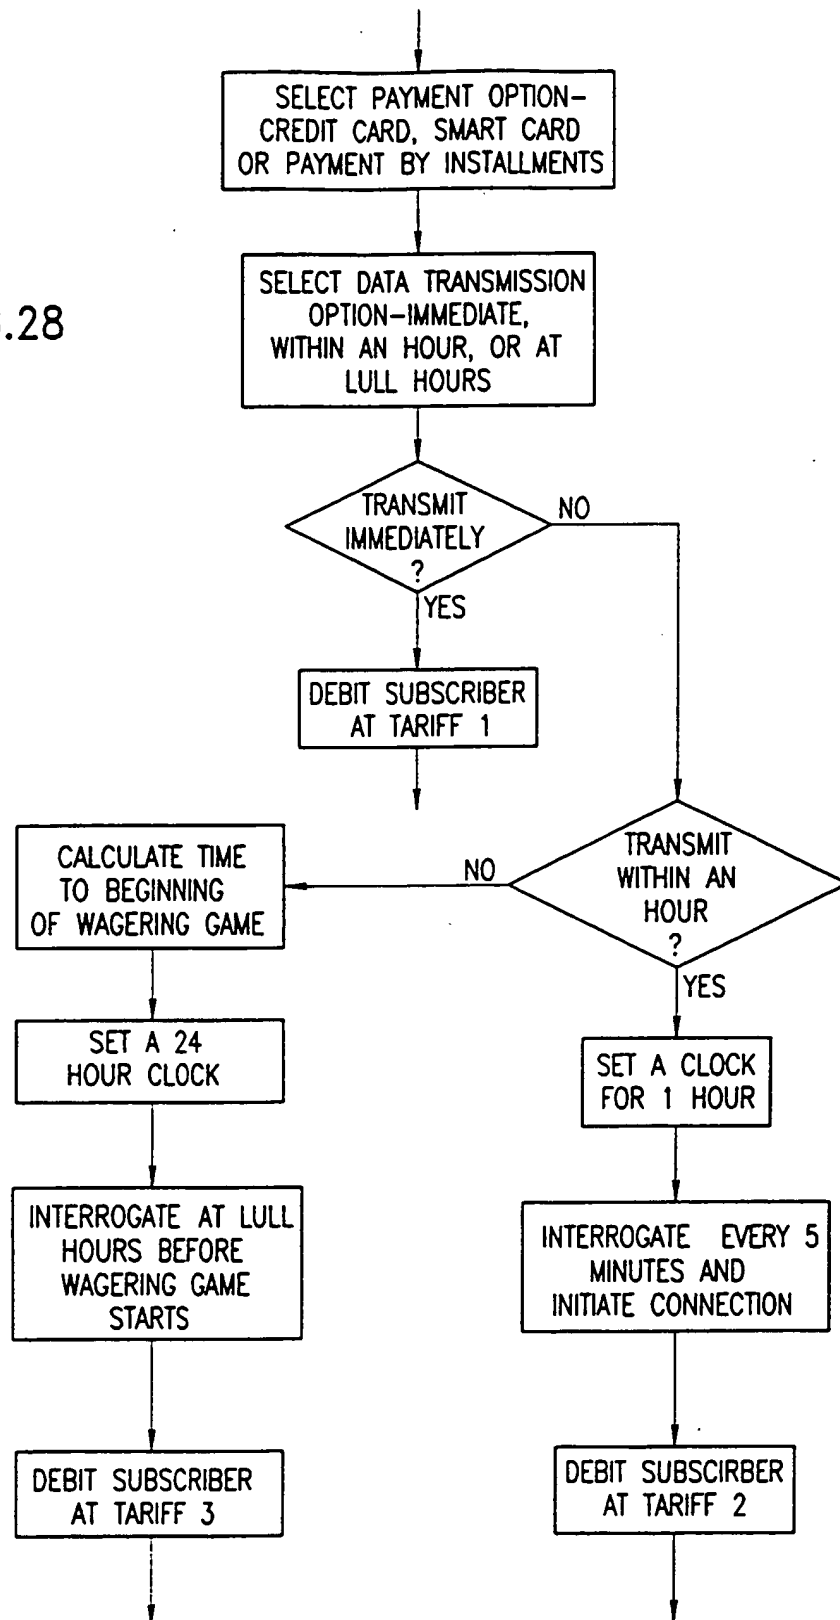 SELECT PAYMENT OPTION-
CREDIT CARD, SMART CARD
OR PAYMENT BY INSTALLMENTS
SELECT DATA TRANSMISSION
OPTION-IMMEDIATE,
WITHIN AN HOUR, OR AT
LULL HOURS
.28
TRANSMIT
IMMEDIATELY
?
NO
YES
DEBIT SUBSCRIBER
AT TARIFF 1
TRANSMIT
WITHIN AN
HOUR
?
NO
YES
CALCULATE TIME
TO BEGINNING
OF WAGERING GAME
SET A 24
HOUR CLOCK
INTERROGATE AT LULL
HOURS BEFORE
WAGERING GAME
STARTS
DEBIT SUBSCRIBER
AT TARIFF 3
SET A CLOCK
FOR 1 HOUR
INTERROGATE EVERY 5
MINUTES AND
INITIATE CONNECTION
DEBIT SUBSCIRBER
AT TARIFF 2